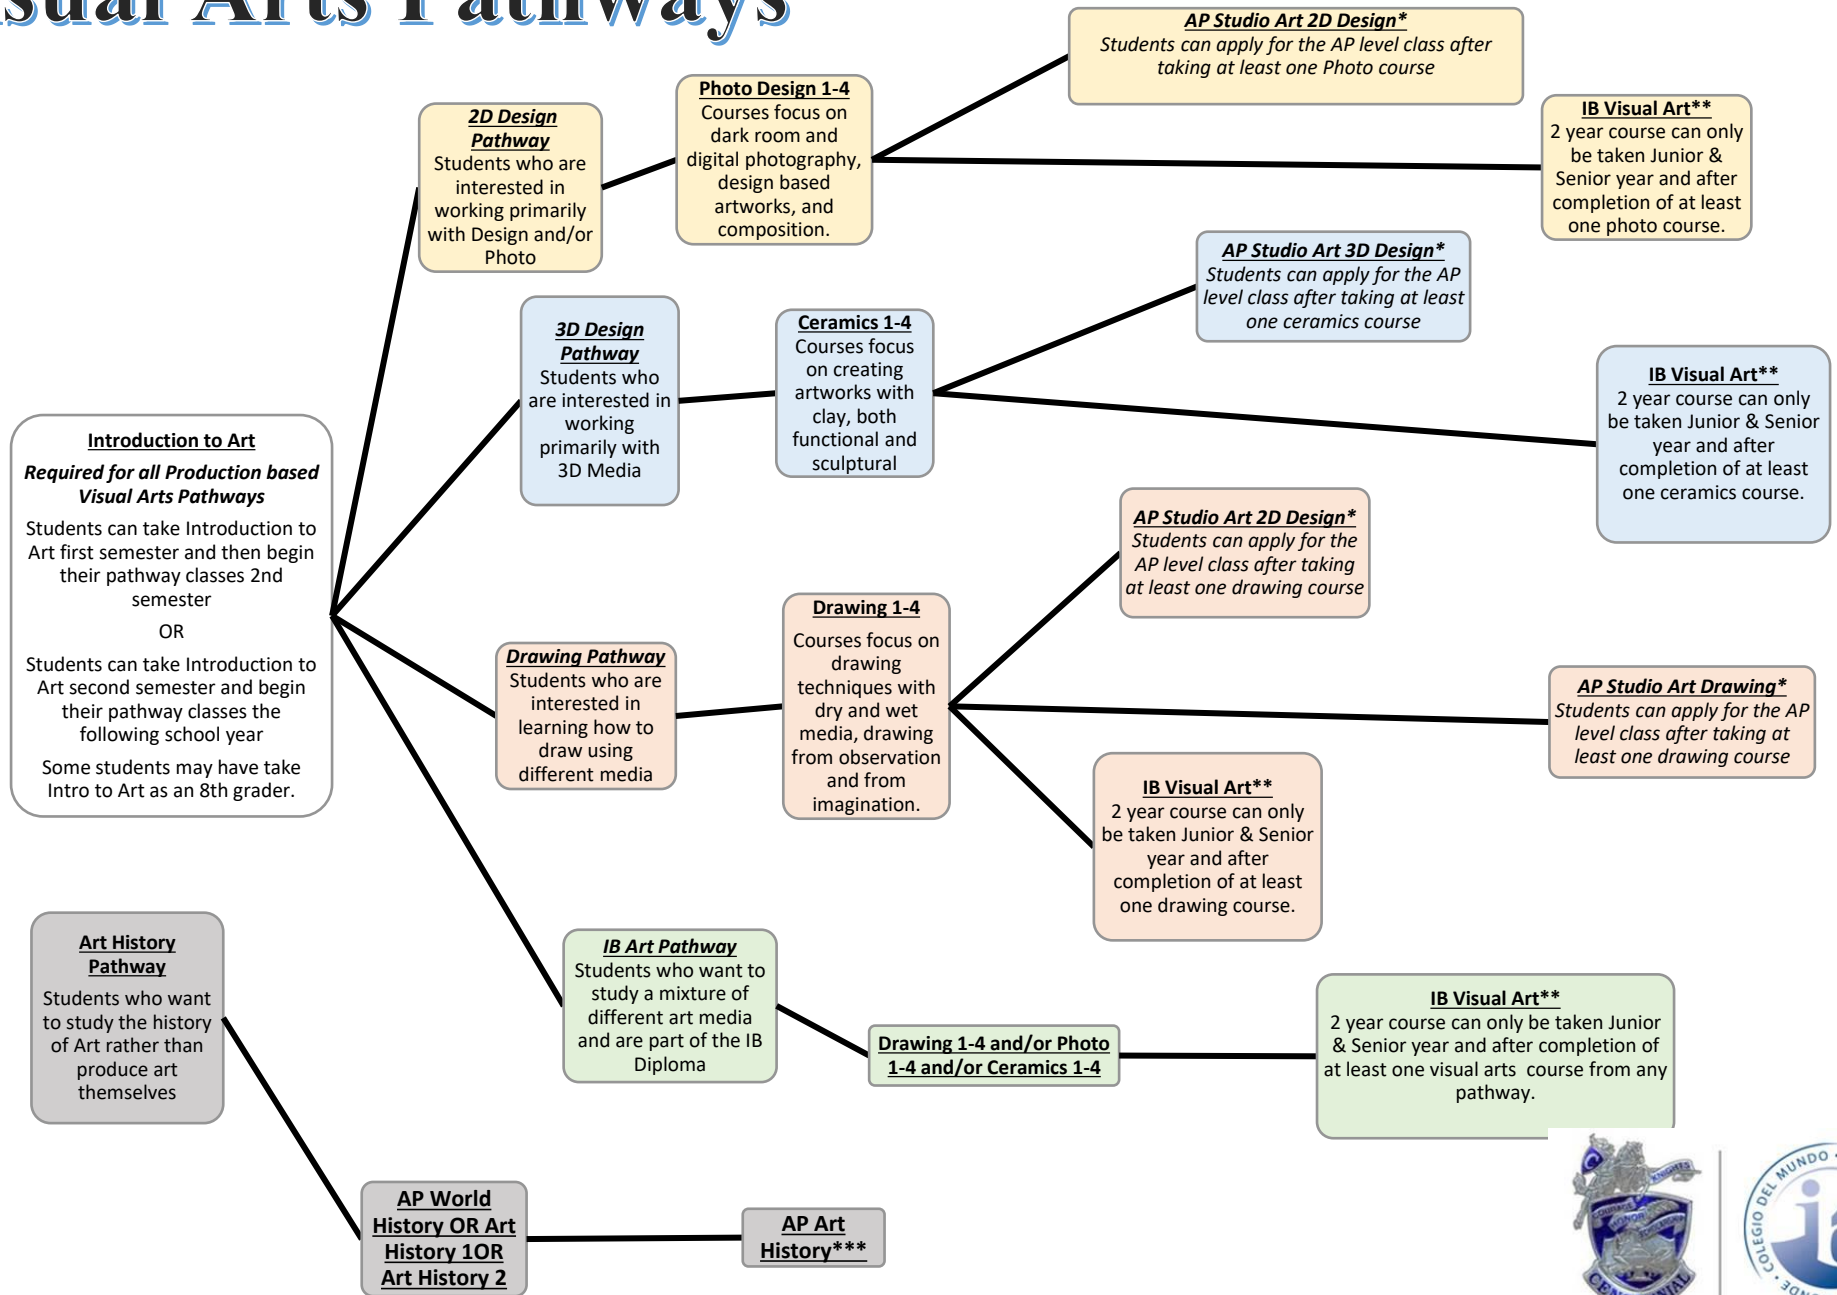 Arts Pathways
2D Design
Pathway
Students who are
interested in
working primarily
with Design and/or
Photo
Photo Design 1-4
Courses focus on
dark room and
digital photography,
design based
artworks, and
composition.
AP Studio Art 2D Design*
Students can apply for the AP level class after
taking at least one Photo course
IB Visual Art**
2 year course can only
be taken Junior &
Senior year and after
completion of at least
one photo course.
3D Design
Pathway
Students who
are interested in
working
primarily with
3D Media
Ceramics 1-4
Courses focus
on creating
artworks with
clay, both
functional and
sculptural
AP Studio Art 3D Design*
Students can apply for the AP
level class after taking at least
one ceramics course
IB Visual Art**
2 year course can only
be taken Junior & Senior
year and after
completion of at least
one ceramics course.
Introduction to Art
Required for all Production based
Visual Arts Pathways
Students can take Introduction to
Art first semester and then begin
their pathway classes 2nd
semester
OR
Students can take Introduction to
Art second semester and begin
their pathway classes the
following school year
Some students may have take
Intro to Art as an 8th grader.
Drawing Pathway
Students who are
interested in
learning how to
draw using
different media
Drawing 1-4
Courses focus on
drawing
techniques with
dry and wet
media, drawing
from observation
and from
imagination.
AP Studio Art 2D Design*
Students can apply for the
AP level class after taking
at least one drawing course
AP Studio Art Drawing*
Students can apply for the AP
level class after taking at
least one drawing course
IB Visual Art**
2 year course can only
be taken Junior & Senior
year and after
completion of at least
one drawing course.
IB Art Pathway
Students who want to
study a mixture of
different art media
and are part of the IB
Diploma
Drawing 1-4 and/or Photo
1-4 and/or Ceramics 1-4
IB Visual Art**
2 year course can only be taken Junior
& Senior year and after completion of
at least one visual arts  course from any
pathway.
Art History
Pathway
Students who want
to study the history
of Art rather than
produce art
themselves
AP World
History OR Art
History 1OR
Art History 2
AP Art
History***
KNIGHTS
COURAGE
HONOR
CENTENNIAL
COLEGIO DEL MUNDO